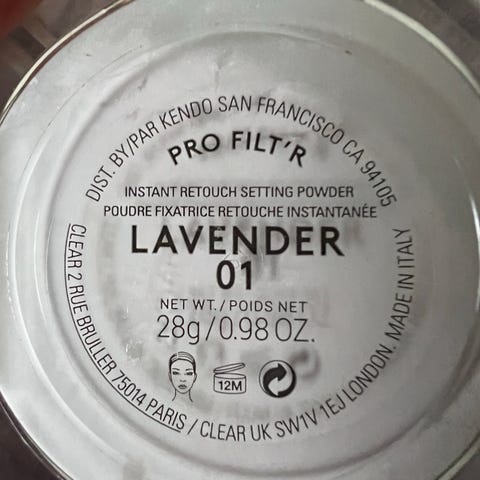 DIST. BY/PAR KENDO SAN FRANCISCO CA 94105
PRO FILT'R
INSTANT RETOUCH SETTING POWDER
POUDRE FIXATRICE RETOUCHE INSTANTANÉE
LAVENDER
01
NET WT./POIDS NET
28g/0.98 OZ.
12M
CLEAR 2 RUE BRULLER 75014 PARIS / CLEAR UK SW1V 1EJ LONDON. MADE IN ITALY